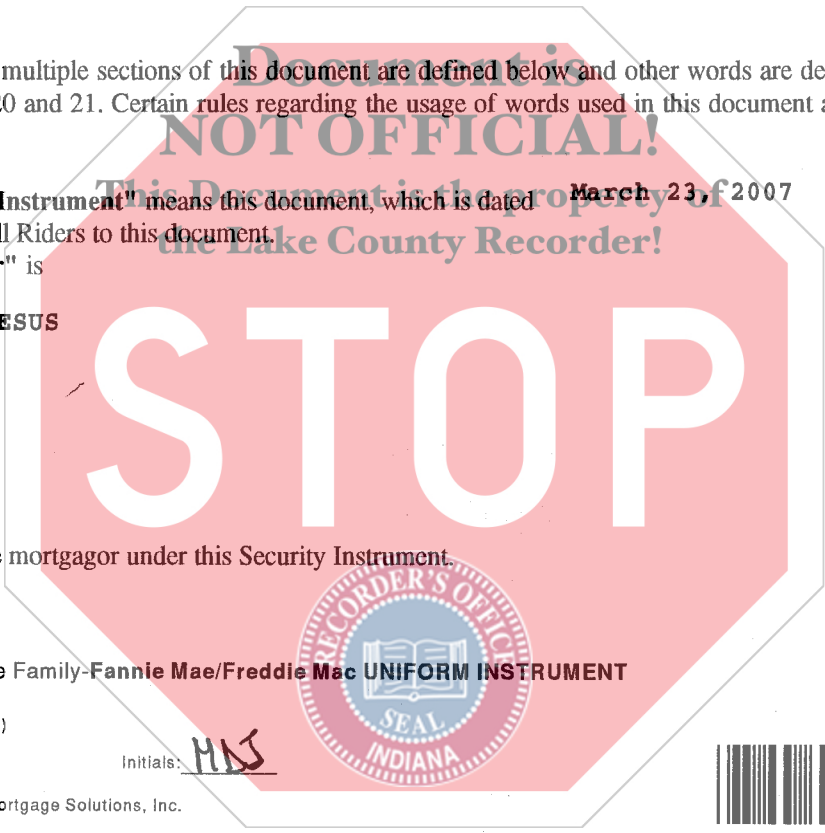 Document is
multiple sections of this document are defined below and other words are de
20 and 21. Certain rules regarding the usage of words used in this document a
NOT OFFICIAL!
Instrument" means this document, which is dated March 23, 2007
This Document is the property of
ll Riders to this document.
the Lake County Recorder!
r" is
ESUS
STOP
e mortgagor under this Security Instrument.
RECORDER'S OFFICE
e Family-Fannie Mae/Freddie Mac UNIFORM INSTRUMENT
SEAL
)
INDIANA
Initials: MDJ
ortgage Solutions, Inc.